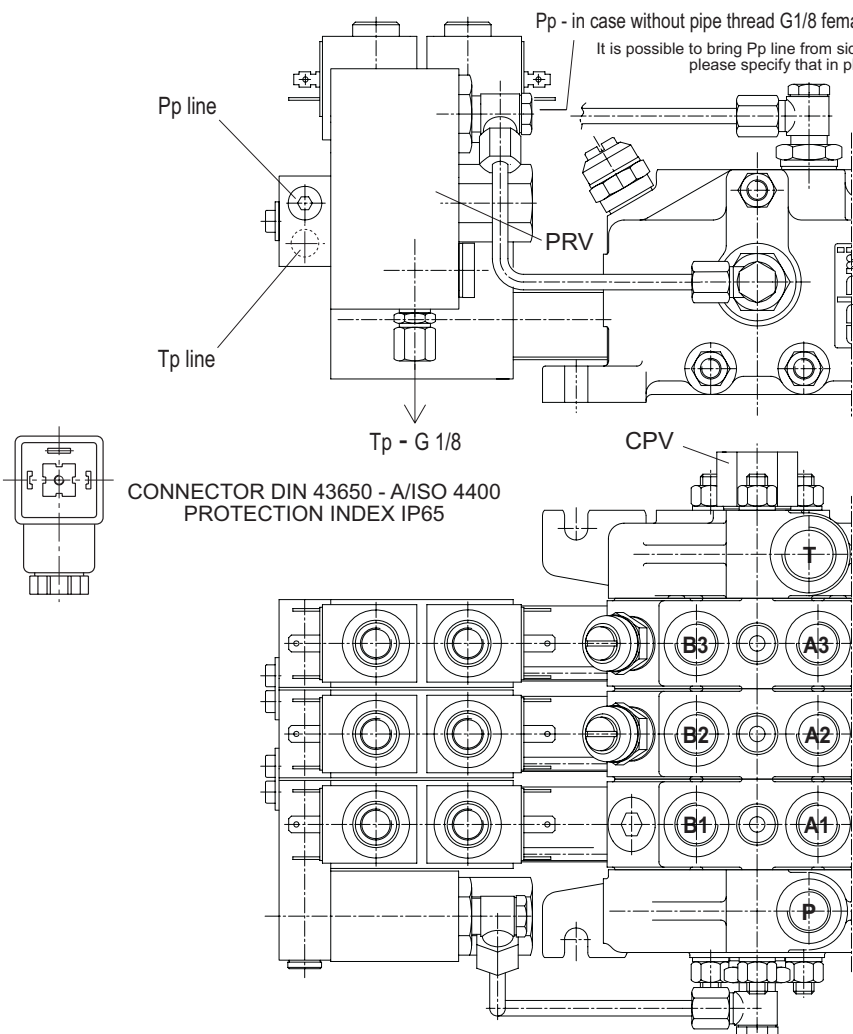 Pp - in case without pipe thread G1/8
It is possible to bring Pp line from
please specify that in
Pp line
PRV
Tp line
Tp - G 1/8
CPV
CONNECTOR DIN 43650 - A/ISO 4400
PROTECTION INDEX IP65
T
B3
A3
B2
A2
B1
A1
P